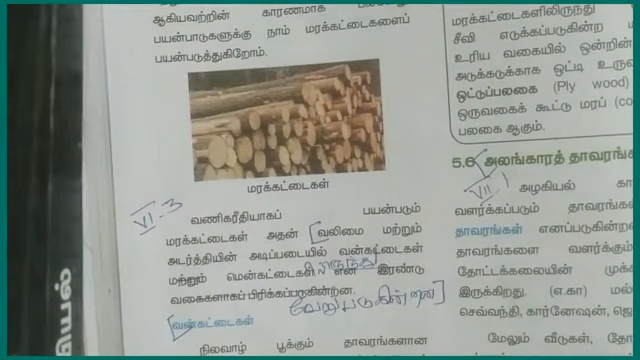 ஆகியவற்றின் காரணமாக
பயன்பாடுகளுக்கு நாம் மரக்கட்டைகளைப்
பயன்படுத்துகிறோம்.
மரக்கட்டைகள்
VI-3
வணிகரீதியாகப் பயன்படும்
மரக்கட்டைகள் அதன் [வலிமை மற்றும்
அடர்த்தியின் அடிப்படையில் வன்கட்டைகள்
மற்றும் மென்கட்டைகள் என இரண்டு
வகைகளாகப் பிரிக்கப்படுகின்றன.
வேறுபடுகின்றன]
வன்கட்டைகள்
நிலவாழ் பூக்கும் தாவரங்களான
மரக்கட்டைகளிலிருந்து
சீவி எடுக்கப்படுகின்ற
உரிய வகையில் ஒன்றின்
அடுக்கடுக்காக ஒட்டி
ஒட்டுப்பலகை (Ply wood)
ஒருவகைக் கூட்டு மரப் (co
பலகை ஆகும்.
5.6 அலங்காரத்
VII-1
அழகியல்
வளர்க்கப்படும்
தாவரங்கள் எனப்படுகின்றன
தாவரங்களை வளர்க்கும்
தோட்டக்கலையின்
இருக்கிறது. (எ.கா)
செவ்வந்தி, கார்னேஷன்,
மேலும் வீடுகள்,